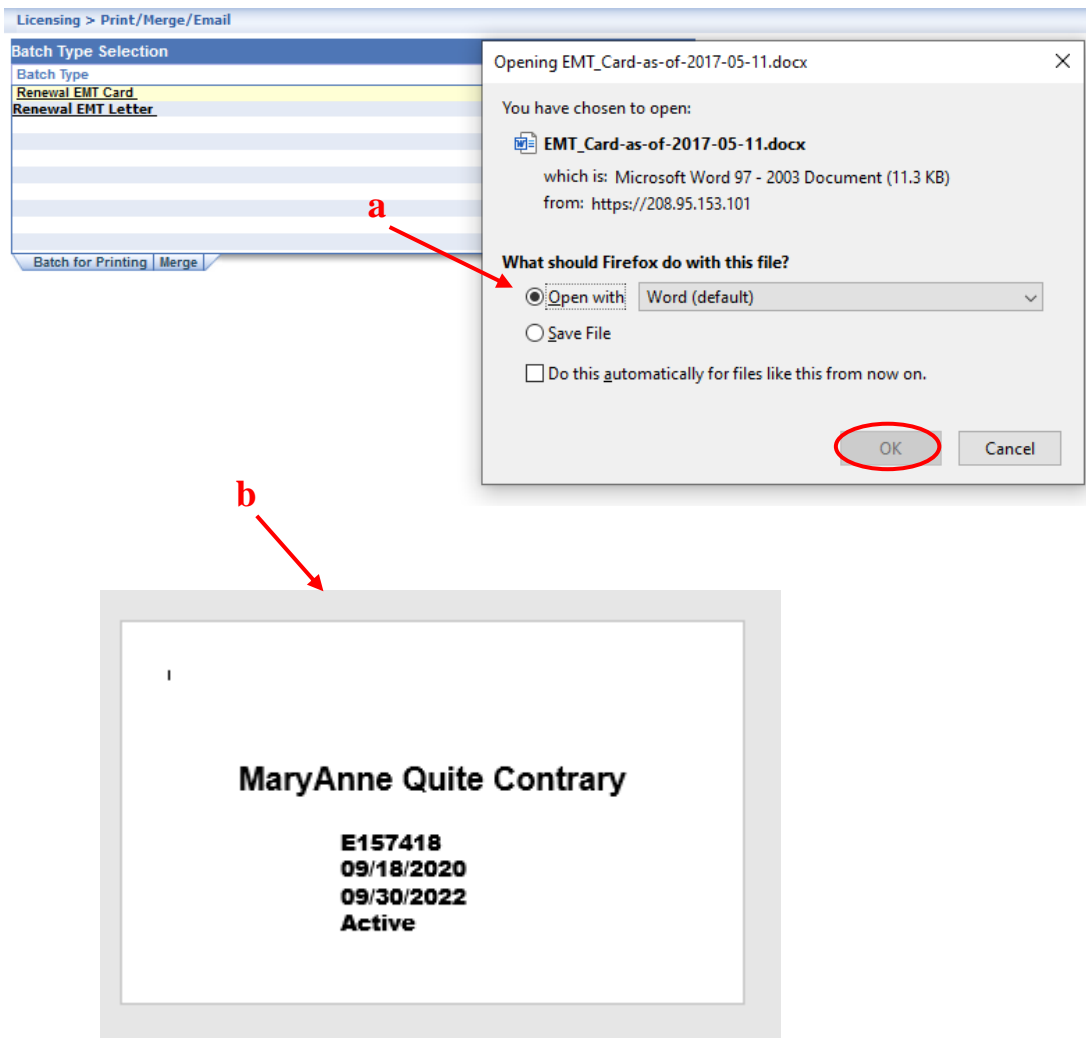 Licensing > Print/Merge/Email
Batch Type Selection
Batch Type
Renewal EMT Card
Renewal EMT Letter
Batch for Printing Merge
Opening EMT_Card-as-of-2017-05-11.docx
You have chosen to open:
EMT_Card-as-of-2017-05-11.docx
which is: Microsoft Word 97 - 2003 Document (11.3 KB)
from: https://208.95.153.101
a
What should Firefox do with this file?
Open with Word (default)
Save File
Do this automatically for files like this from now on.
OK Cancel
b
MaryAnne Quite Contrary
E157418
09/18/2020
09/30/2022
Active